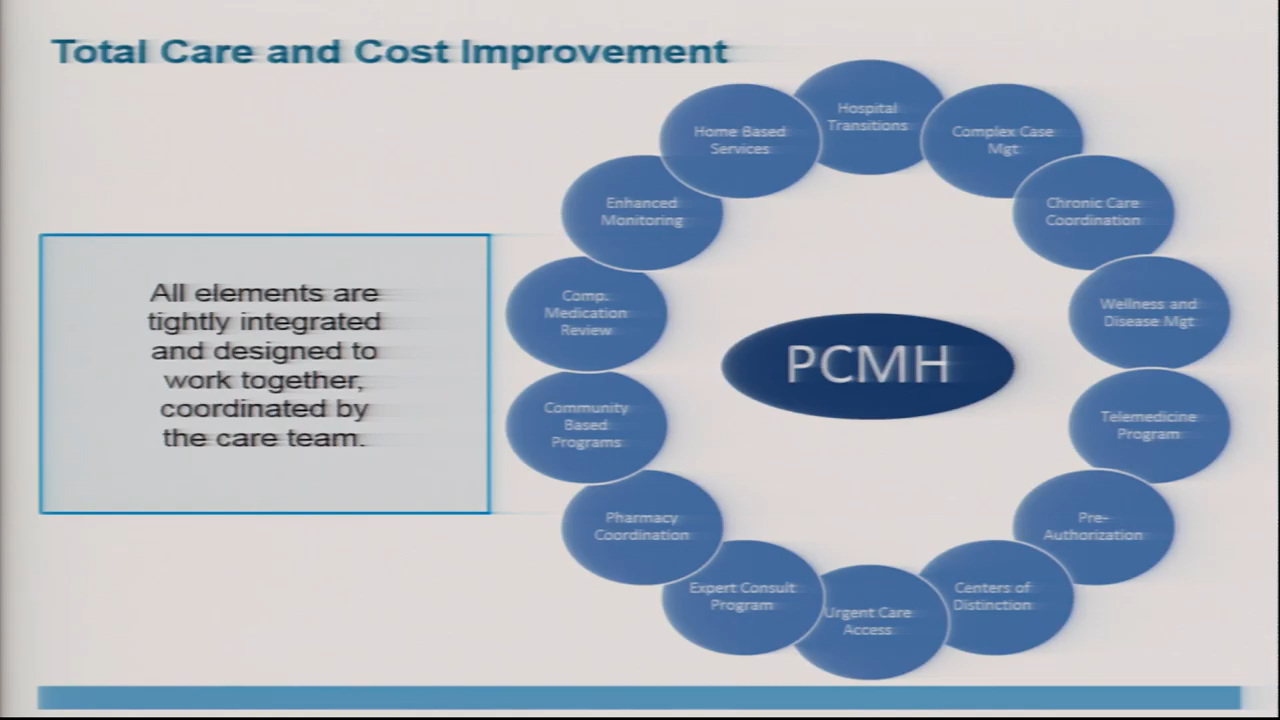 Total Care and Cost Improvement
Hospital
Transitions
Complex Case
Mgt
Chronic Care
Coordination
Wellness and
Disease Mgt
Telemedicine
Program
Pre-
Authorization
Centers of
Distinction
Urgent Care
Access
Expert Consult
Program
Pharmacy
Coordination
Community
Based
Programs
Comp.
Medication
Review
Enhanced
Monitoring
Home Based
Services
PCMH
All elements are
tightly integrated
and designed to
work together,
coordinated by
the care team.